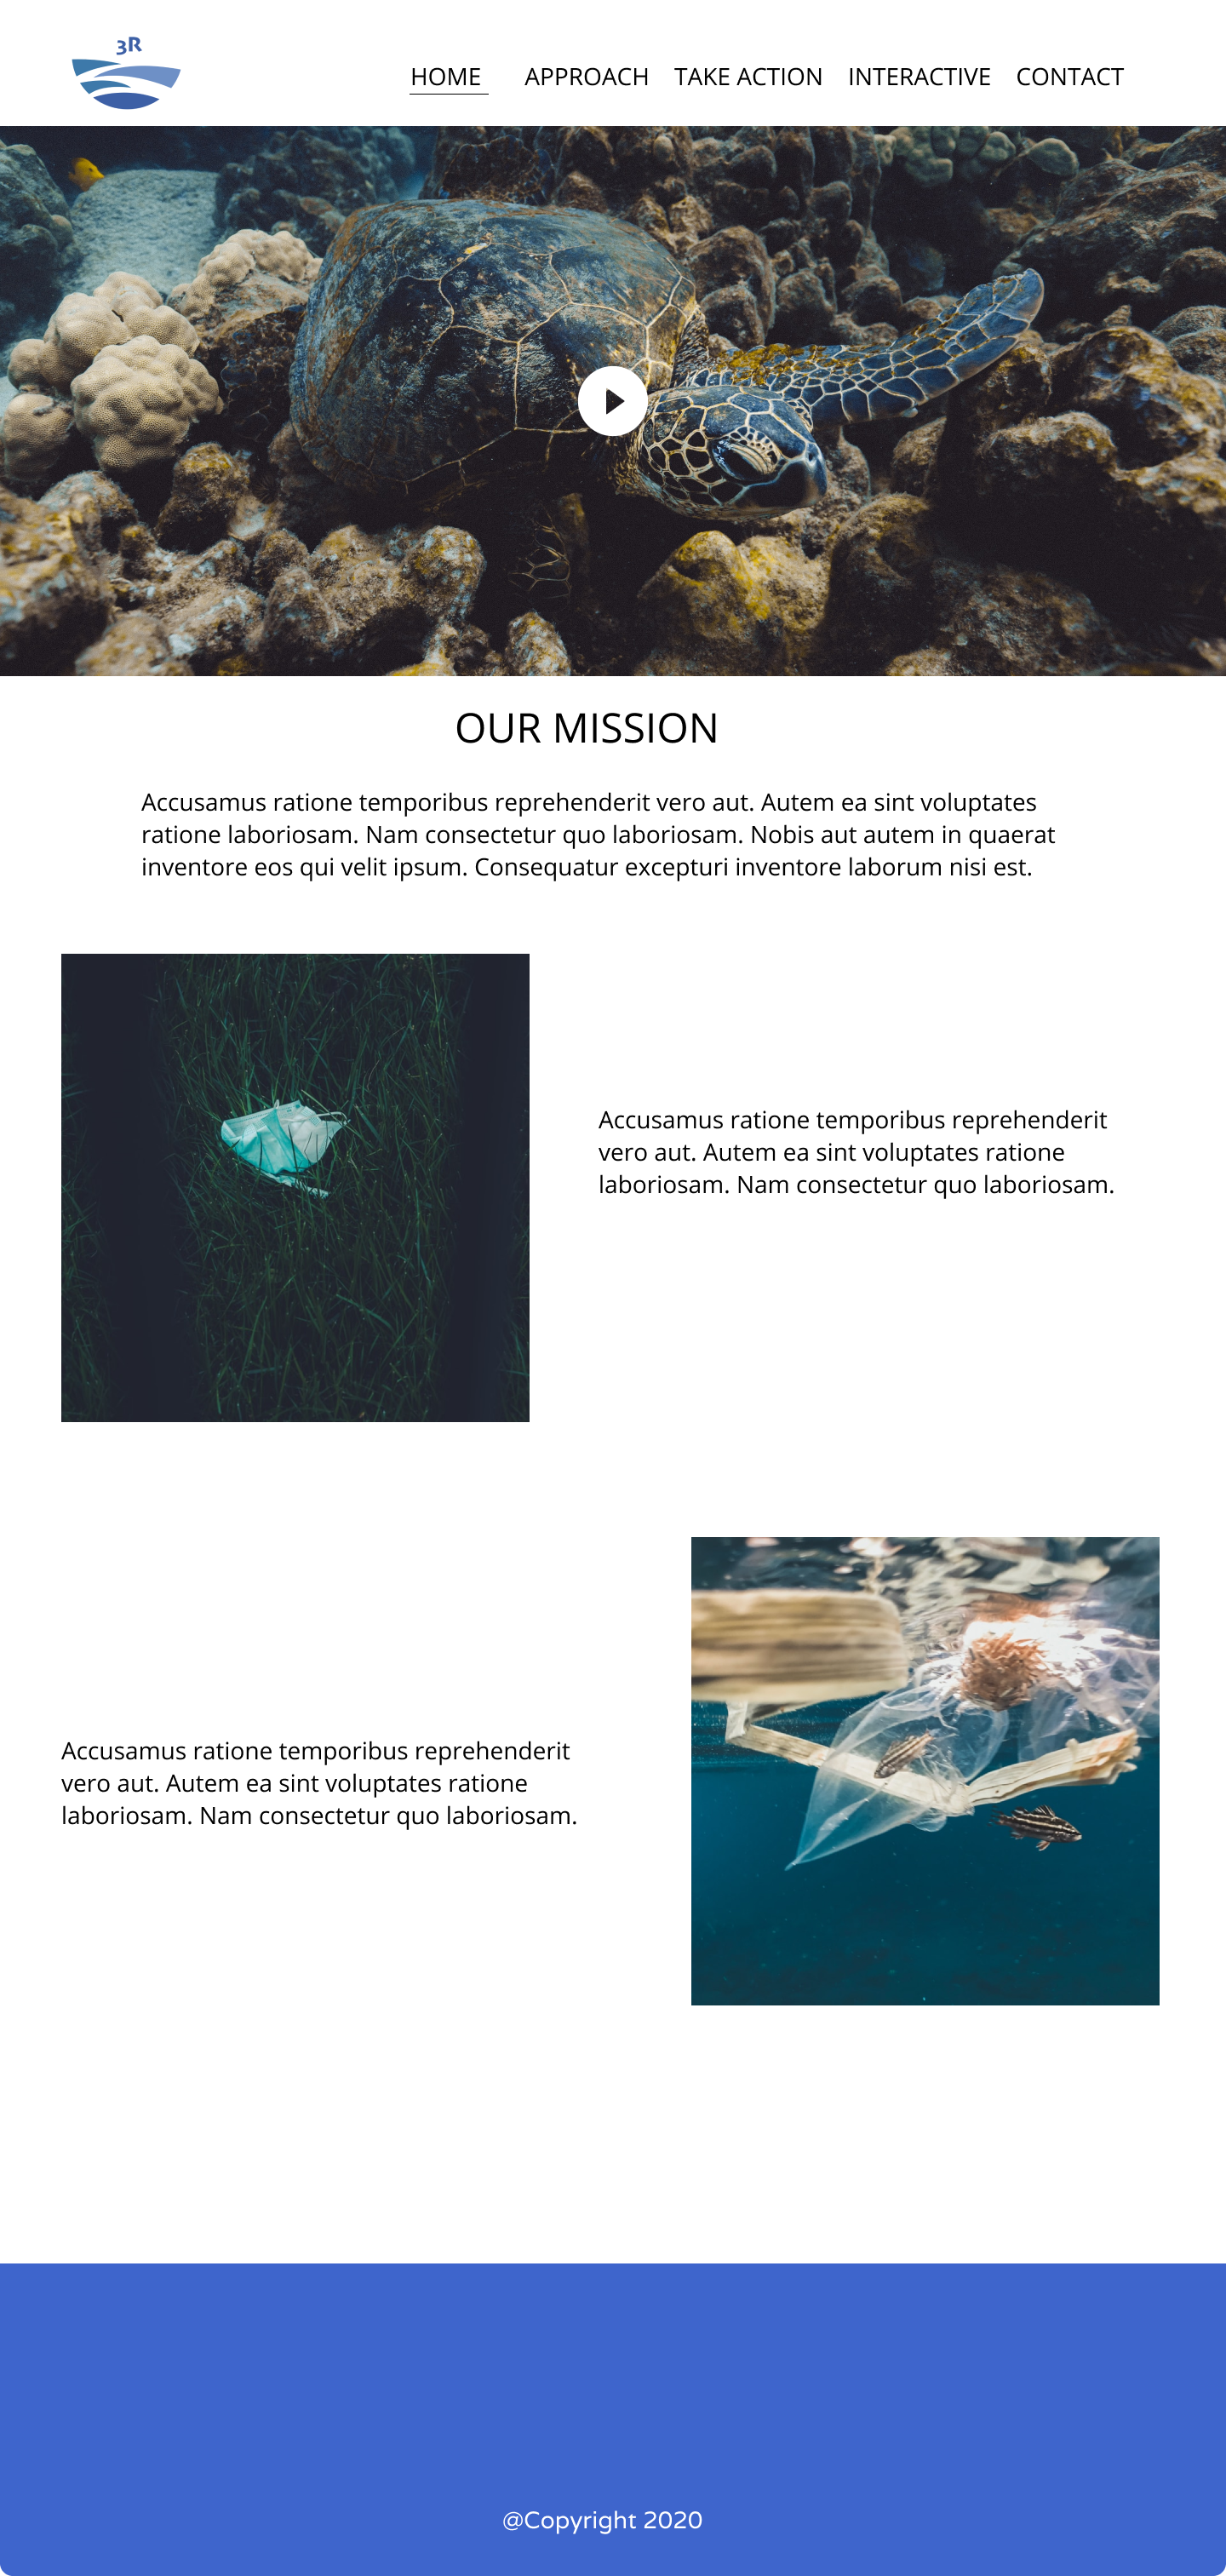 3R
HOME APPROACH TAKE ACTION INTERACTIVE CONTACT
OUR MISSION
Accusamus ratione temporibus reprehenderit vero aut. Autem ea sint voluptates
ratione laboriosam. Nam consectetur quo laboriosam. Nobis aut autem in quaerat
inventore eos qui velit ipsum. Consequatur excepturi inventore laborum nisi est.
Accusamus ratione temporibus reprehenderit
vero aut. Autem ea sint voluptates ratione
laboriosam. Nam consectetur quo laboriosam.
Accusamus ratione temporibus reprehenderit
vero aut. Autem ea sint voluptates ratione
laboriosam. Nam consectetur quo laboriosam.
@Copyright 2020